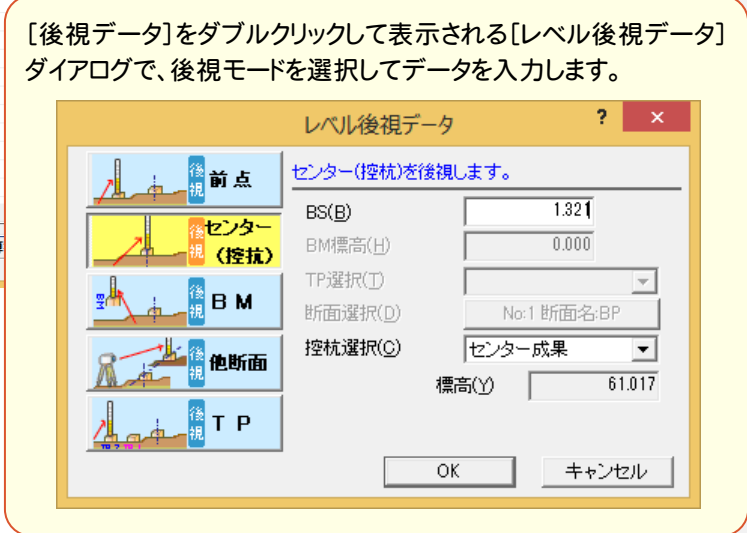 [後視データ]をダブルクリックして表示される[レベル後視データ]
ダイアログで、後視モードを選択してデータを入力します。
レベル後視データ
? ×
後視 前点
後視 センター(控杭)
BM 後視 BM
後視 他断面
後視 TP
センター(控杭)を後視します。
BS(B) 1.321
BM標高(H) 0.000
TP選択(T)
断面選択(D) No:1 断面名:BP
控杭選択(C) センター成果
標高(Y) 61.017
OK キャンセル